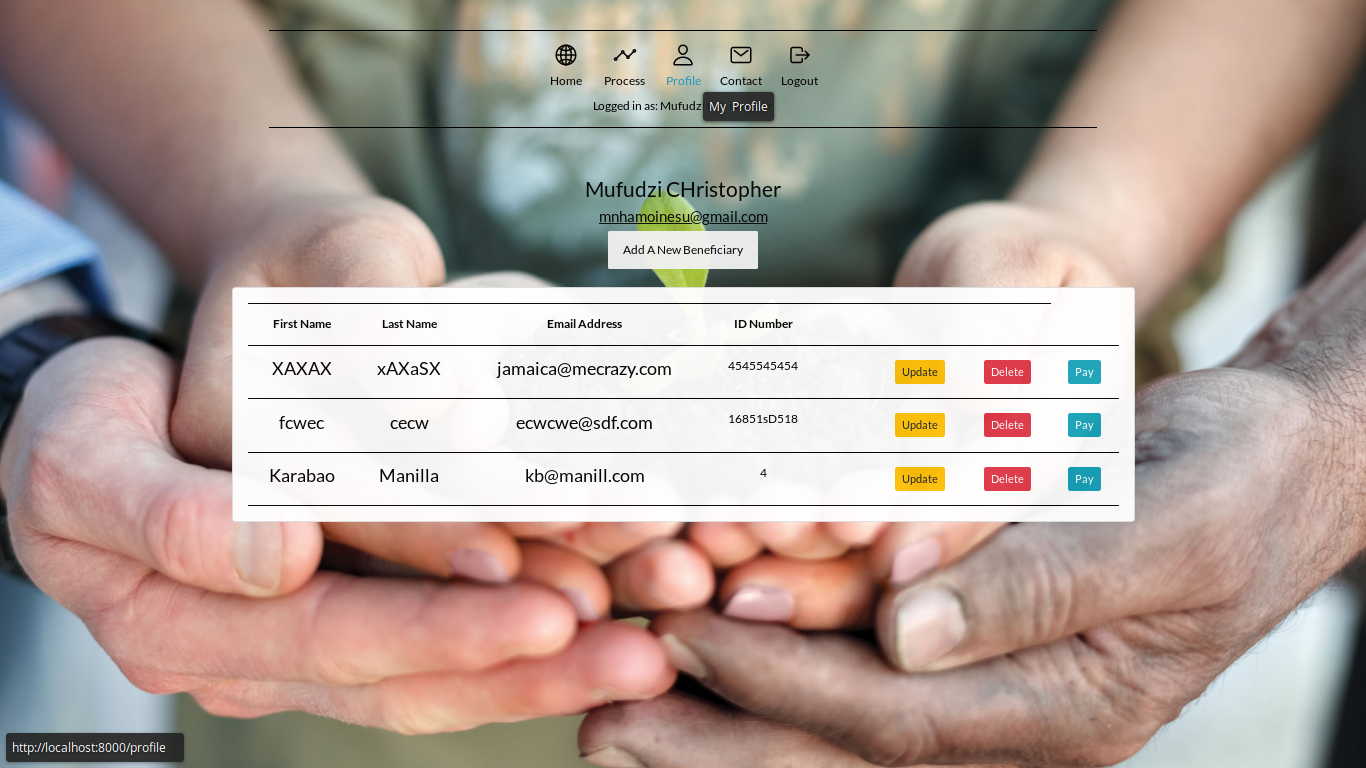 Home Process Profile Contact Logout
Logged in as: Mufudz
My Profile
Mufudzi CHristopher
mnhamoinesu@gmail.com
Add A New Beneficiary
First Name Last Name Email Address ID Number
XAXAX xAXaSX jamaica@mecrazy.com 4545545454 Update Delete Pay
fcwec cecw ecwcwe@sdf.com 16851sD518 Update Delete Pay
Karabao Manilla kb@manill.com 4 Update Delete Pay
http://localhost:8000/profile